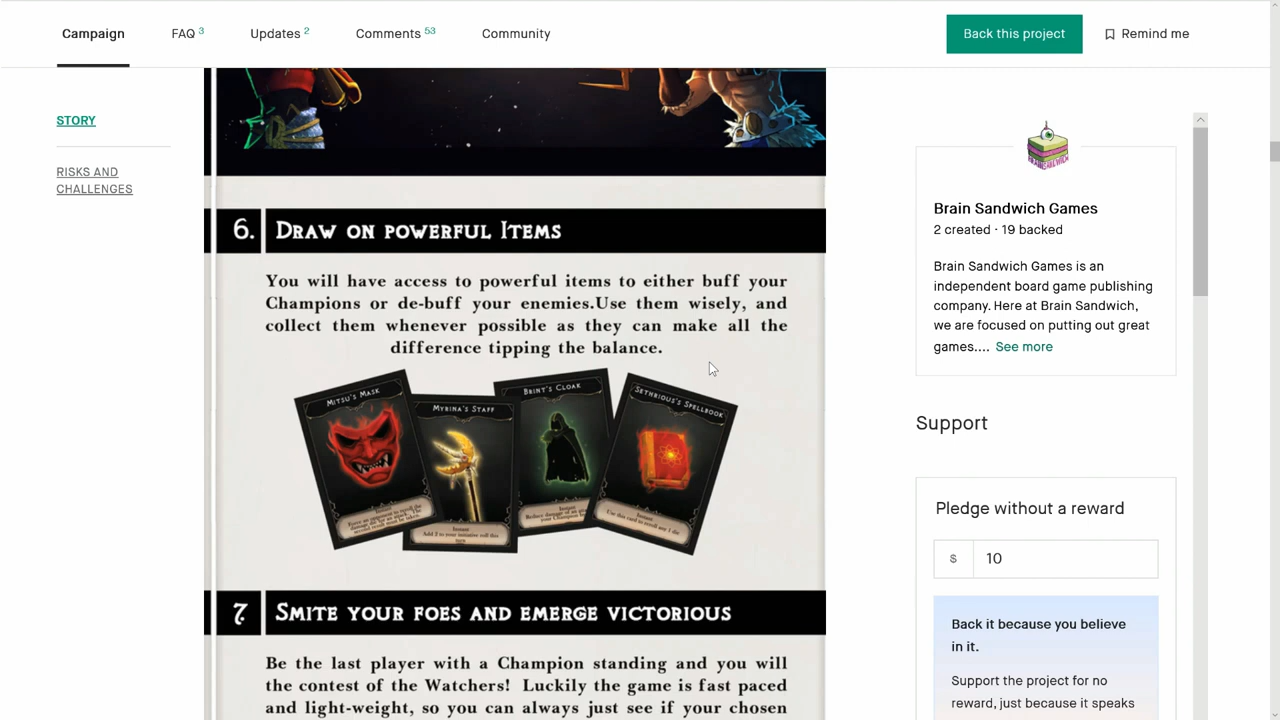 Campaign FAQ 3 Updates 2 Comments 53 Community Back this project Remind me
STORY
RISKS AND
CHALLENGES
6. DRAW ON POWERFUL ITEMS
You will have access to powerful items to either buff your
Champions or de-buff your enemies.Use them wisely, and
collect them whenever possible as they can make all the
difference tipping the balance.
MITSU'S MASK
MYRINA'S STAFF
Instant
Add 2 to your initiative roll this
turn
BRINT'S CLOAK
Instant
SETHRIOUS'S SPELLBOOK
Instant
Use this card to reroll any 1 die
7. SMITE YOUR FOES AND EMERGE VICTORIOUS
Be the last player with a Champion standing and you will
the contest of the Watchers! Luckily the game is fast paced
and light-weight, so you can always just see if your chosen
Brain Sandwich Games
2 created · 19 backed
Brain Sandwich Games is an
independent board game publishing
company. Here at Brain Sandwich,
we are focused on putting out great
games.... See more
Support
Pledge without a reward
$ 10
Back it because you believe
in it.
Support the project for no
reward, just because it speaks